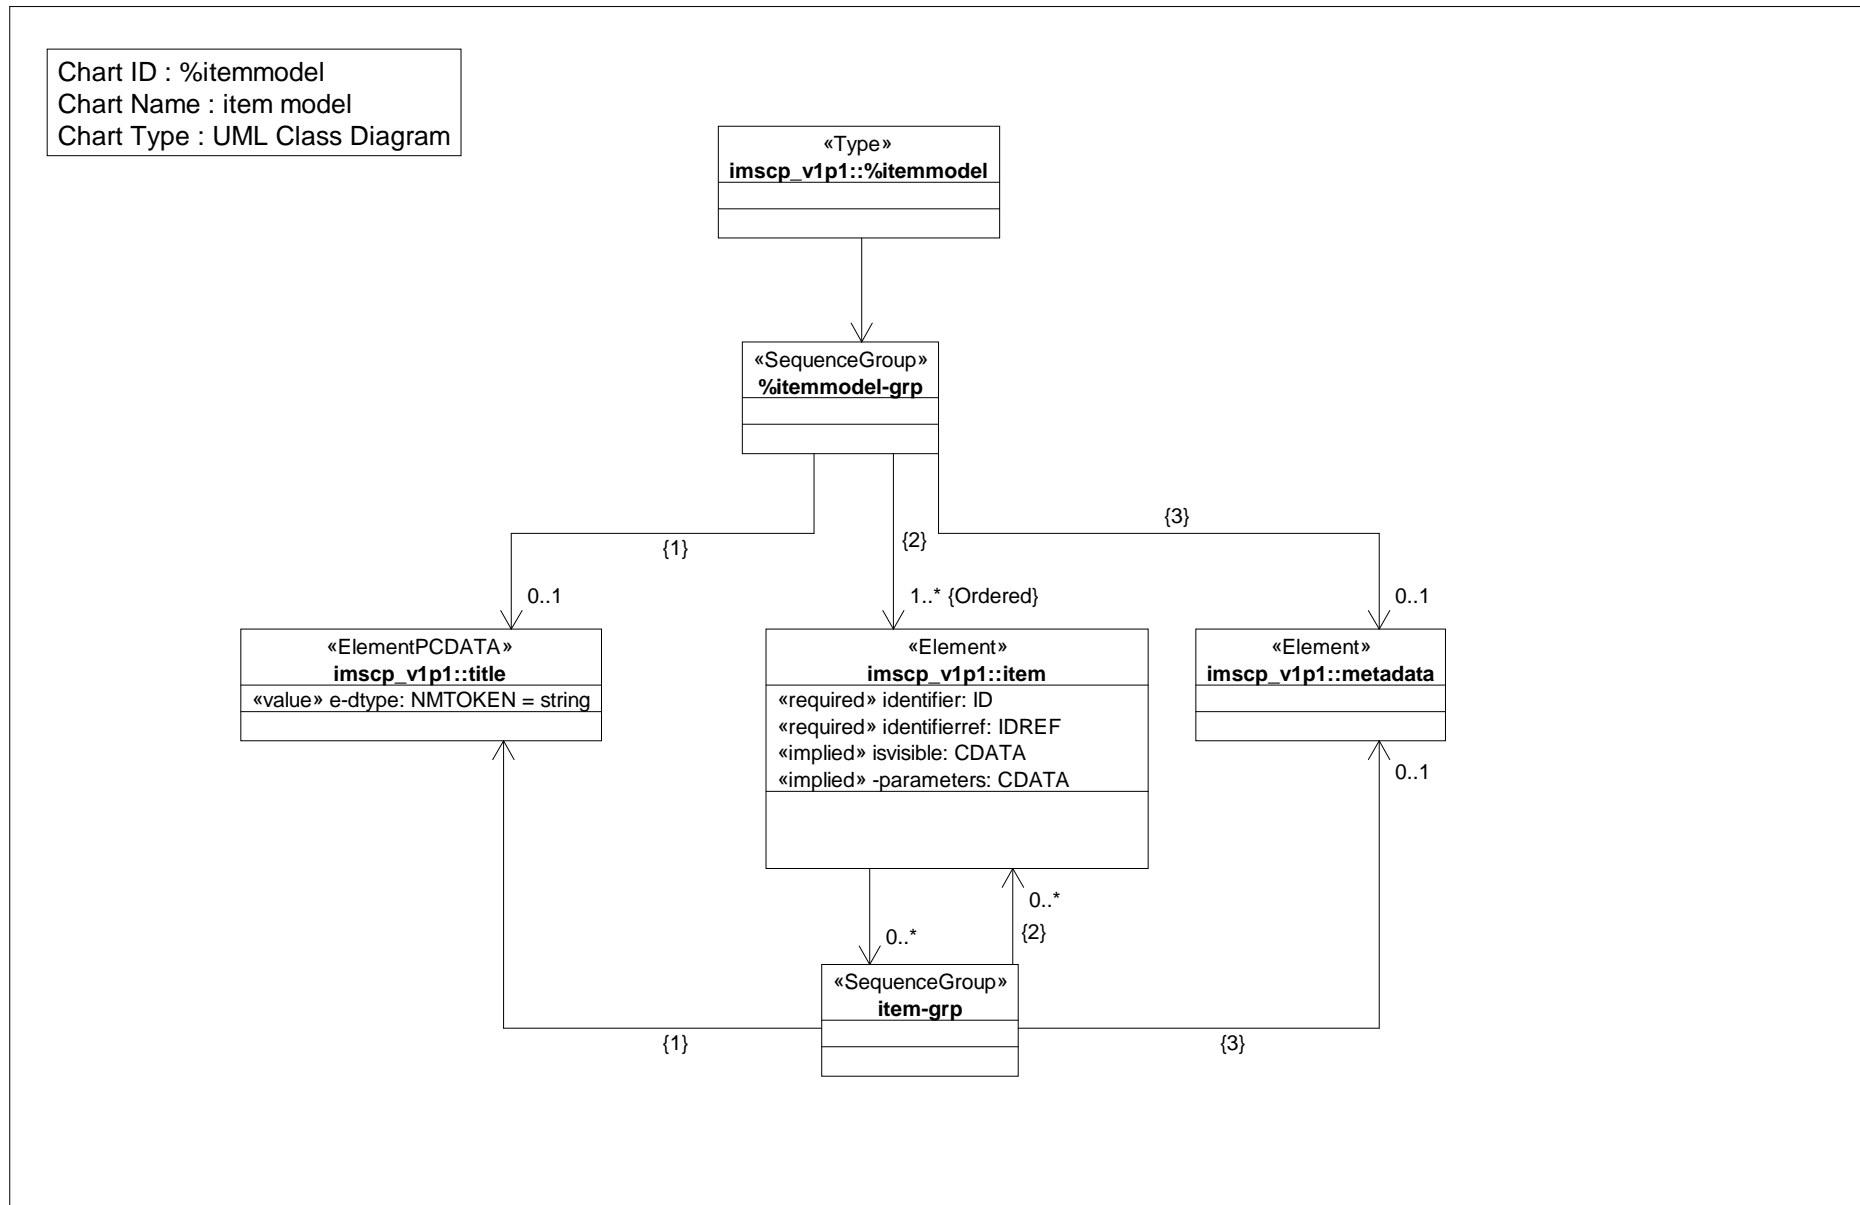 Chart ID : %itemmodel
Chart Name : item model
Chart Type : UML Class Diagram
«Type»
imscp_v1p1::%itemmodel
«SequenceGroup»
%itemmodel-grp
{1}
{2}
{3}
0..1
1..* {Ordered}
0..1
«ElementPCDATA»
imscp_v1p1::title
«value» e-dtype: NMTOKEN = string
«Element»
imscp_v1p1::item
«required» identifier: ID
«required» identifierref: IDREF
«implied» isvisible: CDATA
«implied» -parameters: CDATA
«Element»
imscp_v1p1::metadata
0..1
0..*
0..*
{2}
«SequenceGroup»
item-grp
{1}
{3}